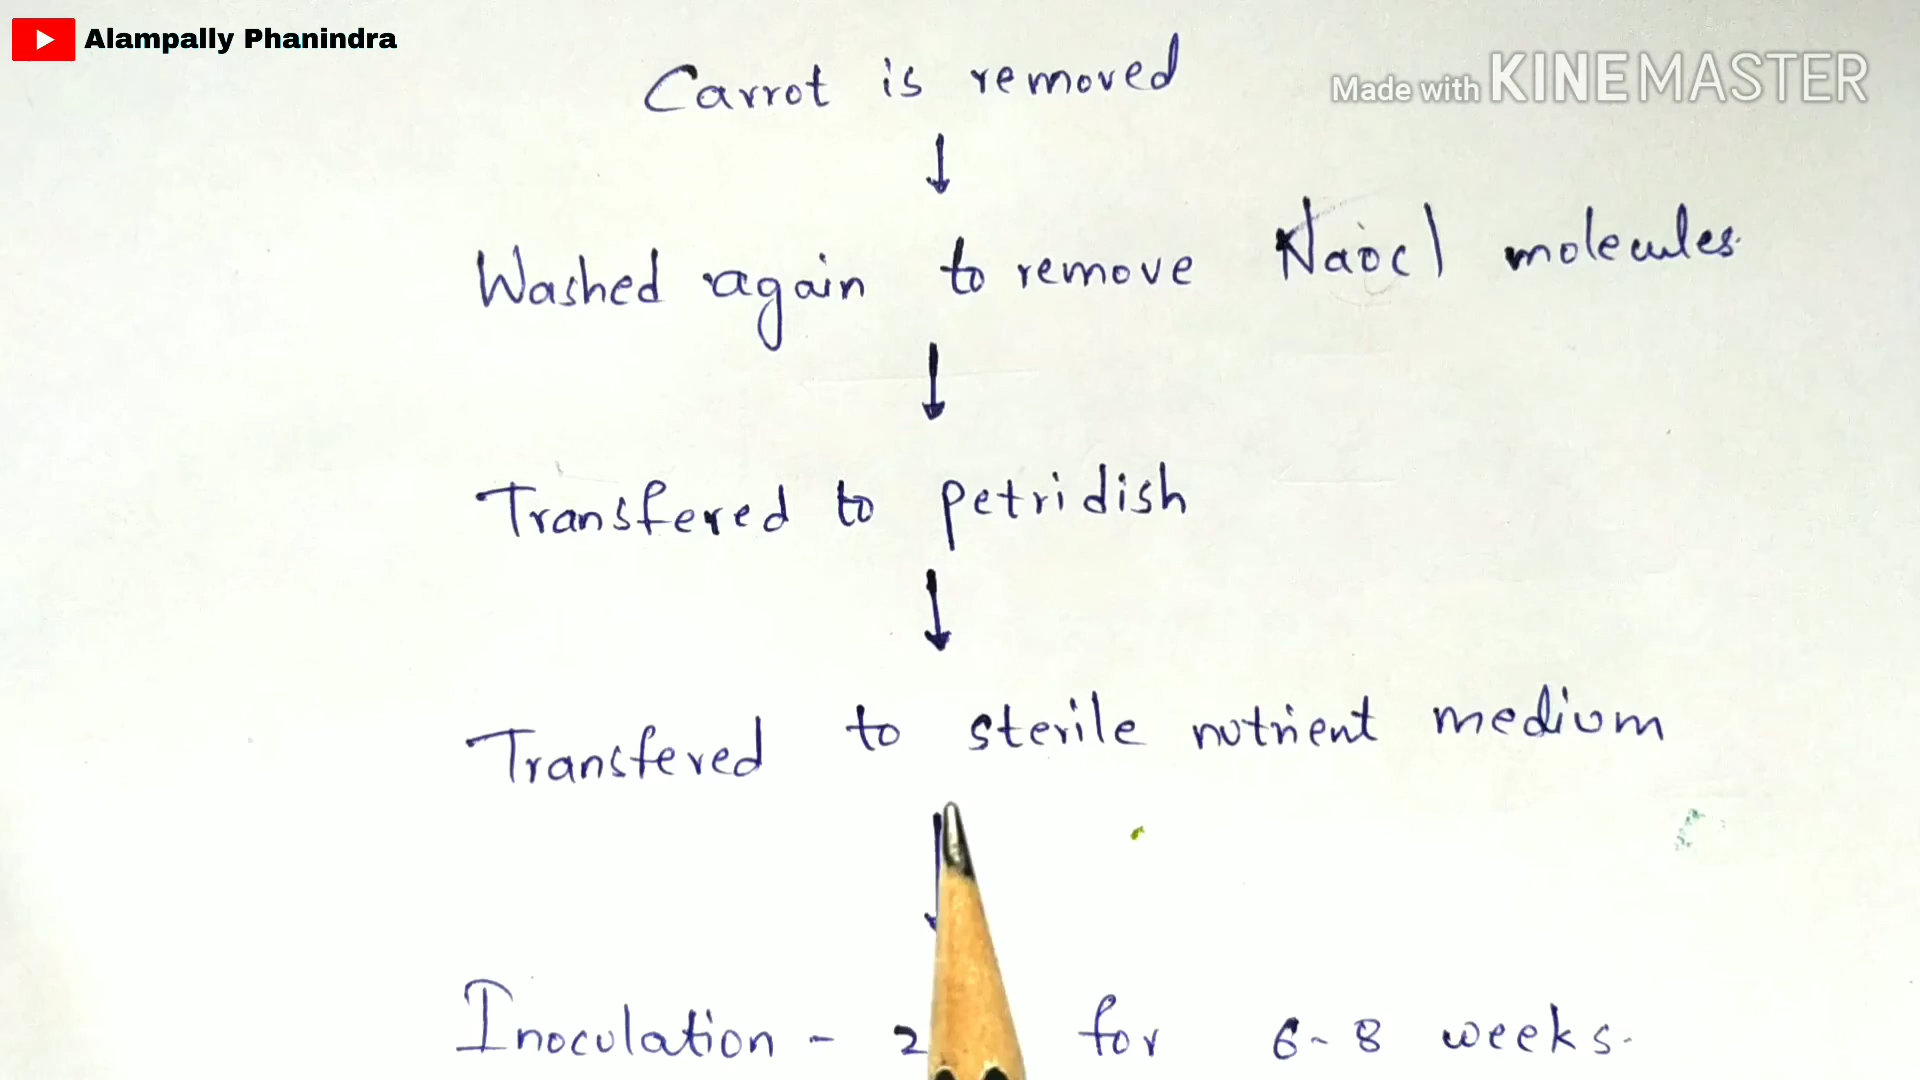 Alampally Phanindra
Made with KINEMASTER
Carrot is removed
Washed again to remove Naocl molecules.
Transfered to petridish
Transfered to sterile nutrient medium
Inoculation - 2 for 6-8 weeks.